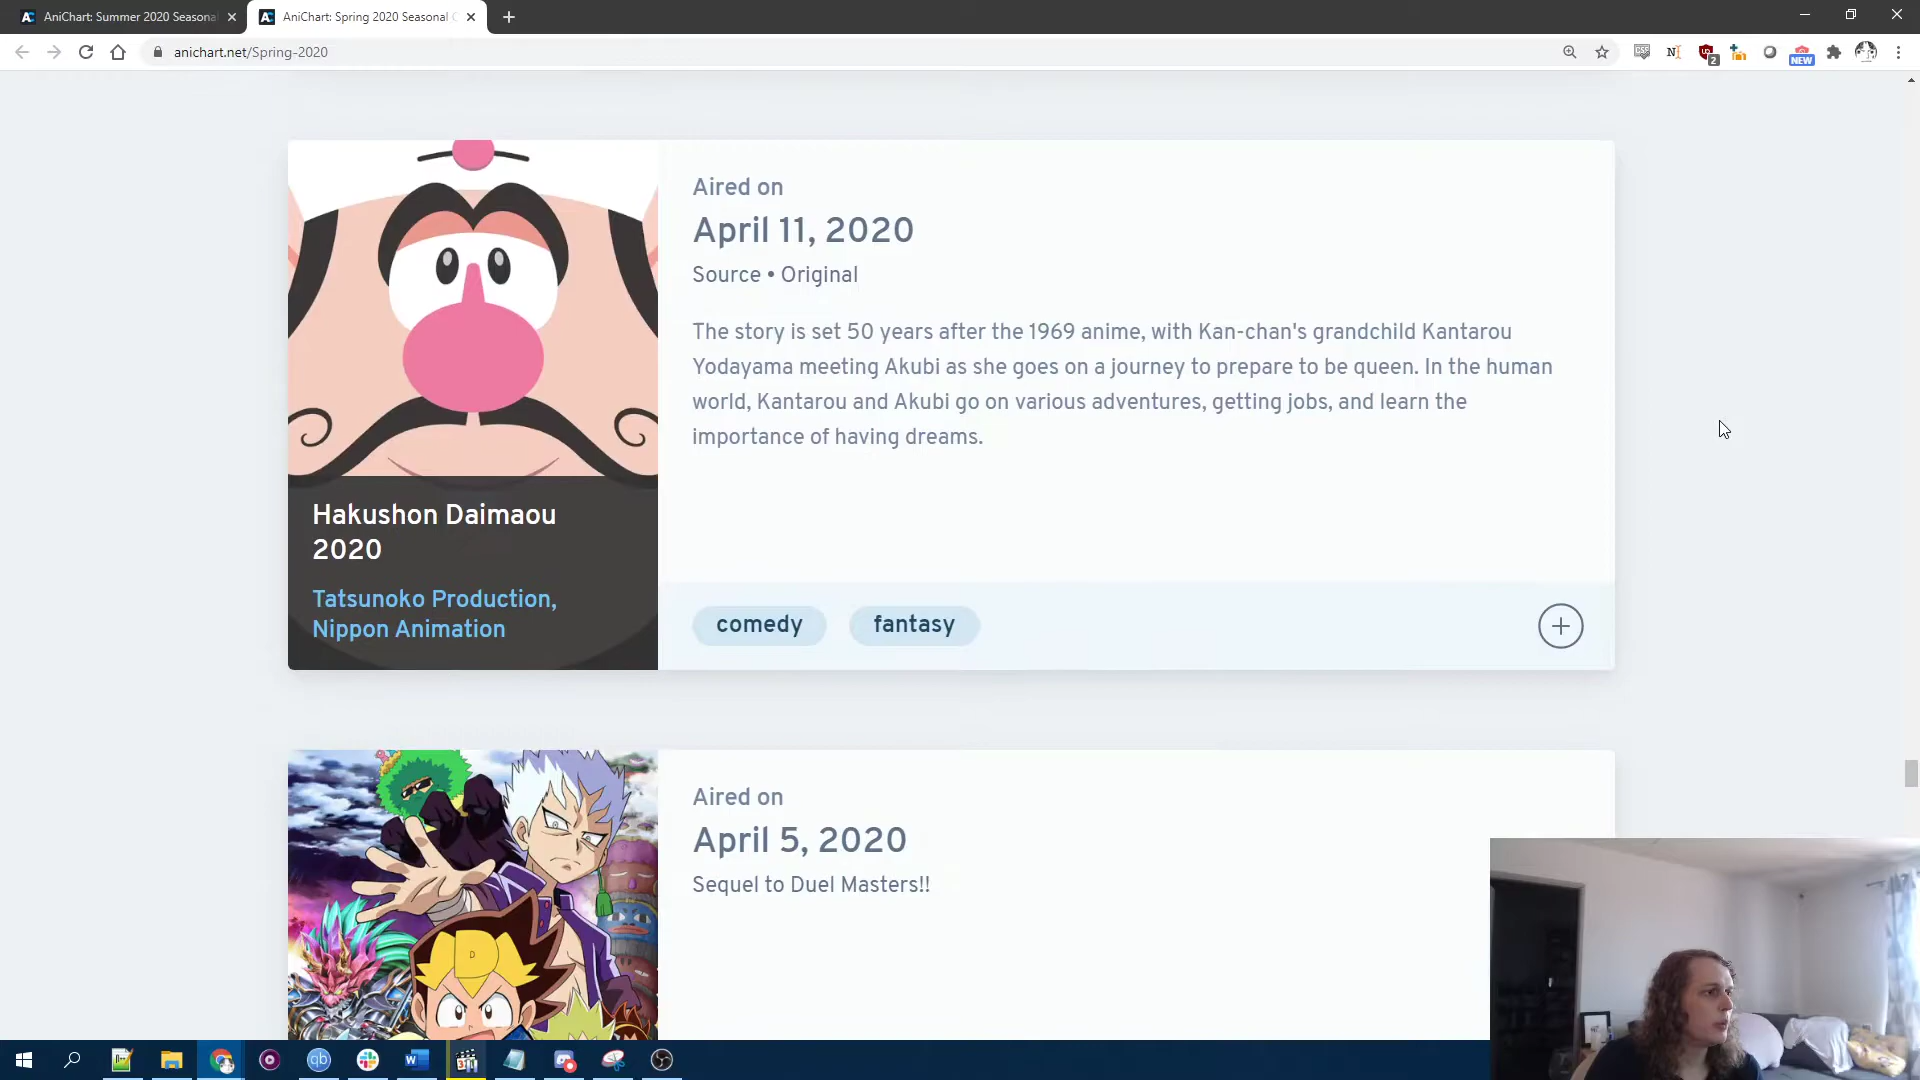 AniChart: Summer 2020 Seasona
AniChart: Spring 2020 Seasonal C
anichart.net/Spring-2020
2
NEW
Aired on
April 11, 2020
Source • Original
The story is set 50 years after the 1969 anime, with Kan-chan's grandchild Kantarou
Yodayama meeting Akubi as she goes on a journey to prepare to be queen. In the human
world, Kantarou and Akubi go on various adventures, getting jobs, and learn the
importance of having dreams.
Hakushon Daimaou
2020
Tatsunoko Production,
Nippon Animation
comedy
fantasy
Aired on
April 5, 2020
Sequel to Duel Masters!!
D
qb
W